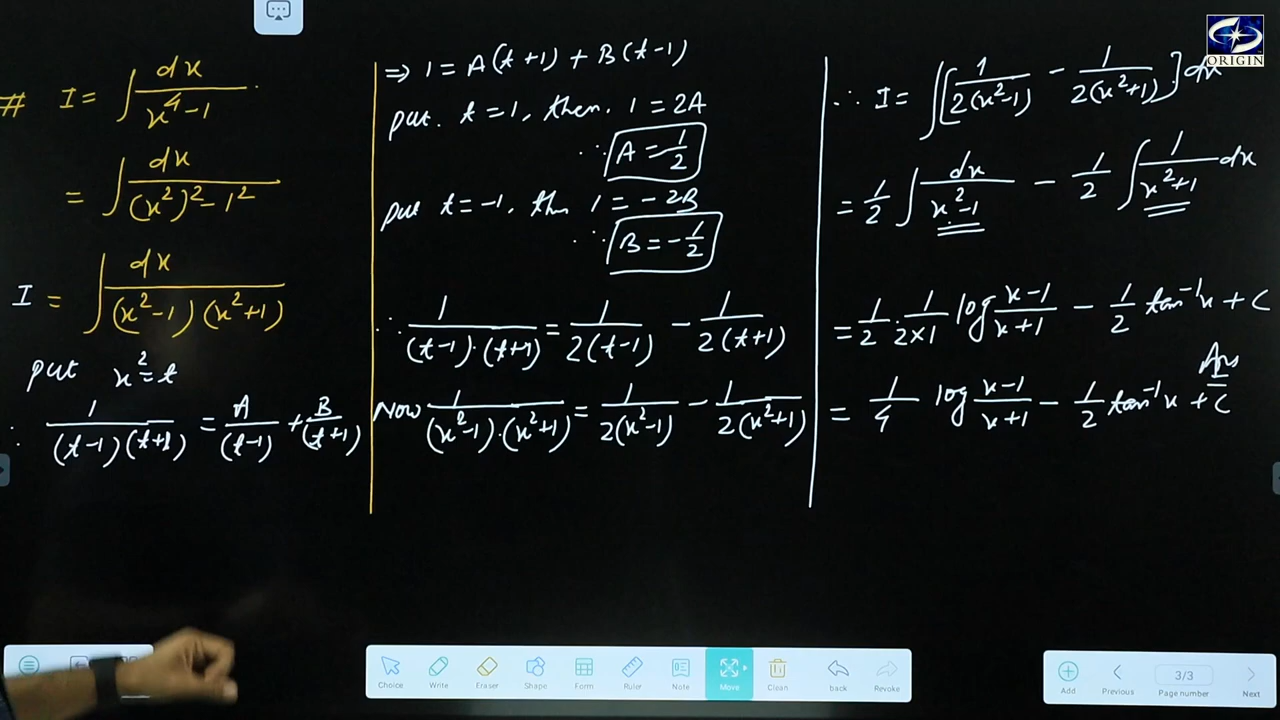 # I = ∫ dx / (x⁴ − 1)
= ∫ dx / ((x²)² − 1²)
I = ∫ dx / ((x² − 1)(x² + 1))
put x² = t
∴ 1 / ((t − 1)(t + 1)) = A / (t − 1) + B / (t + 1)
⇒ 1 = A(t + 1) + B(t − 1)
put. t = 1, then. 1 = 2A
∴ A = 1/2
put t = −1, thn 1 = −2B
∴ B = −1/2
∴ 1 / ((t − 1)·(t + 1)) = 1 / 2(t − 1) − 1 / 2(t + 1)
Now 1 / ((x² − 1)·(x² + 1)) = 1 / 2(x² − 1) − 1 / 2(x² + 1)
∴ I = ∫ [1 / 2(x² − 1) − 1 / 2(x² + 1)] dx
= 1/2 ∫ dx / (x² − 1) − 1/2 ∫ 1 / (x² + 1) dx
= 1/2 · 1/(2×1) log (x − 1)/(x + 1) − 1/2 tan⁻¹x + C
Ans
= 1/4 log (x − 1)/(x + 1) − 1/2 tan⁻¹x + C
ORIGIN
Choice Write Eraser Shape Form Ruler Note Move Clean back Revoke
3/3
Add Previous Page number Next